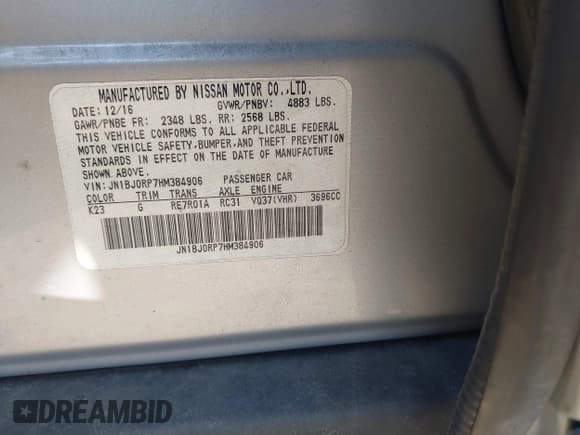 MANUFACTURED BY NISSAN MOTOR CO.,LTD.
DATE: 12/16 GVWR/PNBV: 4883 LBS.
GAWR/PNBE FR: 2348 LBS. RR: 2568 LBS.
THIS VEHICLE CONFORMS TO ALL APPLICABLE FEDERAL
MOTOR VEHICLE SAFETY,BUMPER,AND THEFT PREVENTION
STANDARDS IN EFFECT ON THE DATE OF MANUFACTURE
SHOWN ABOVE.
VIN: JN1BJ0RP7HM384906 PASSENGER CAR
COLOR TRIM TRANS AXLE ENGINE
K23 G RE7R01A RC31 VQ37(VHR) 3696CC
JN1BJ0RP7HM384906
DREAMBID